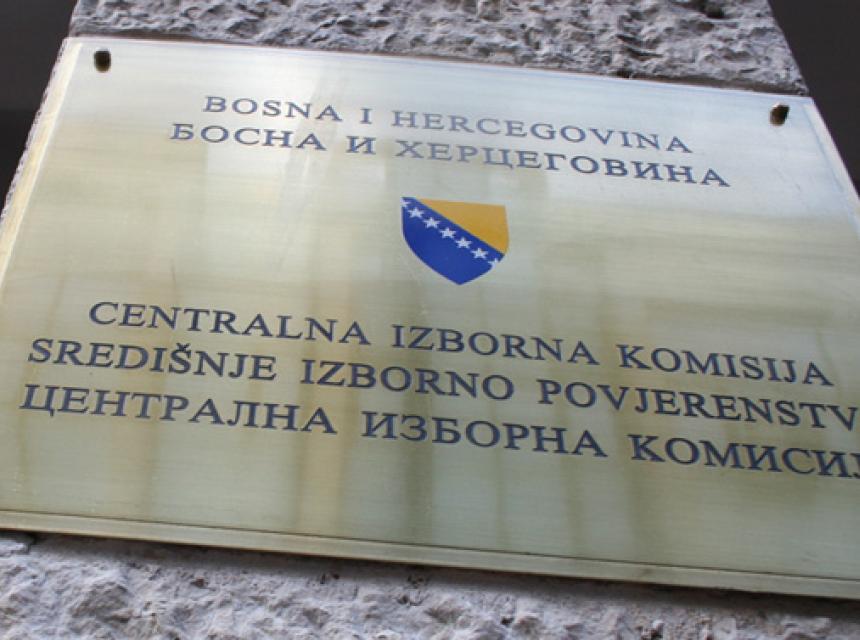 BOSNA I HERCEGOVINA
БОСНА И ХЕРЦЕГОВИНА
CENTRALNA IZBORNA KOMISIJA
SREDIŠNJE IZBORNO POVJERENSTV
ЦЕНТРАЛНА ИЗБОРНА КОМИСИЈ